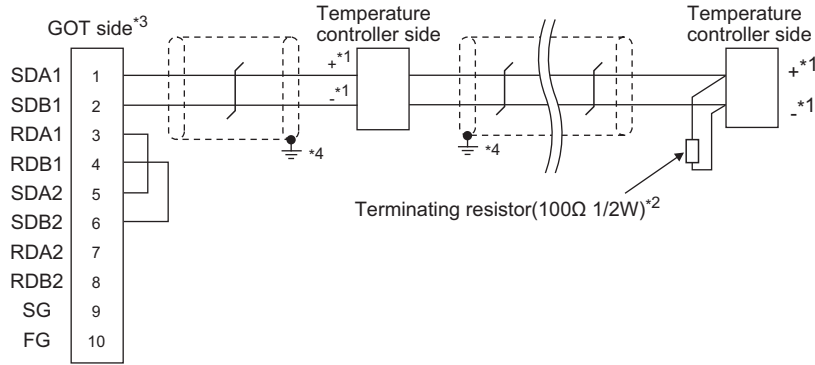 GOT side*3
Temperature
controller side
Temperature
controller side
SDA1 1 +*1 +*1
SDB1 2 -*1 -*1
RDA1 3
RDB1 4 *4 *4
SDA2 5
SDB2 6 Terminating resistor(100Ω 1/2W)*2
RDA2 7
RDB2 8
SG 9
FG 10